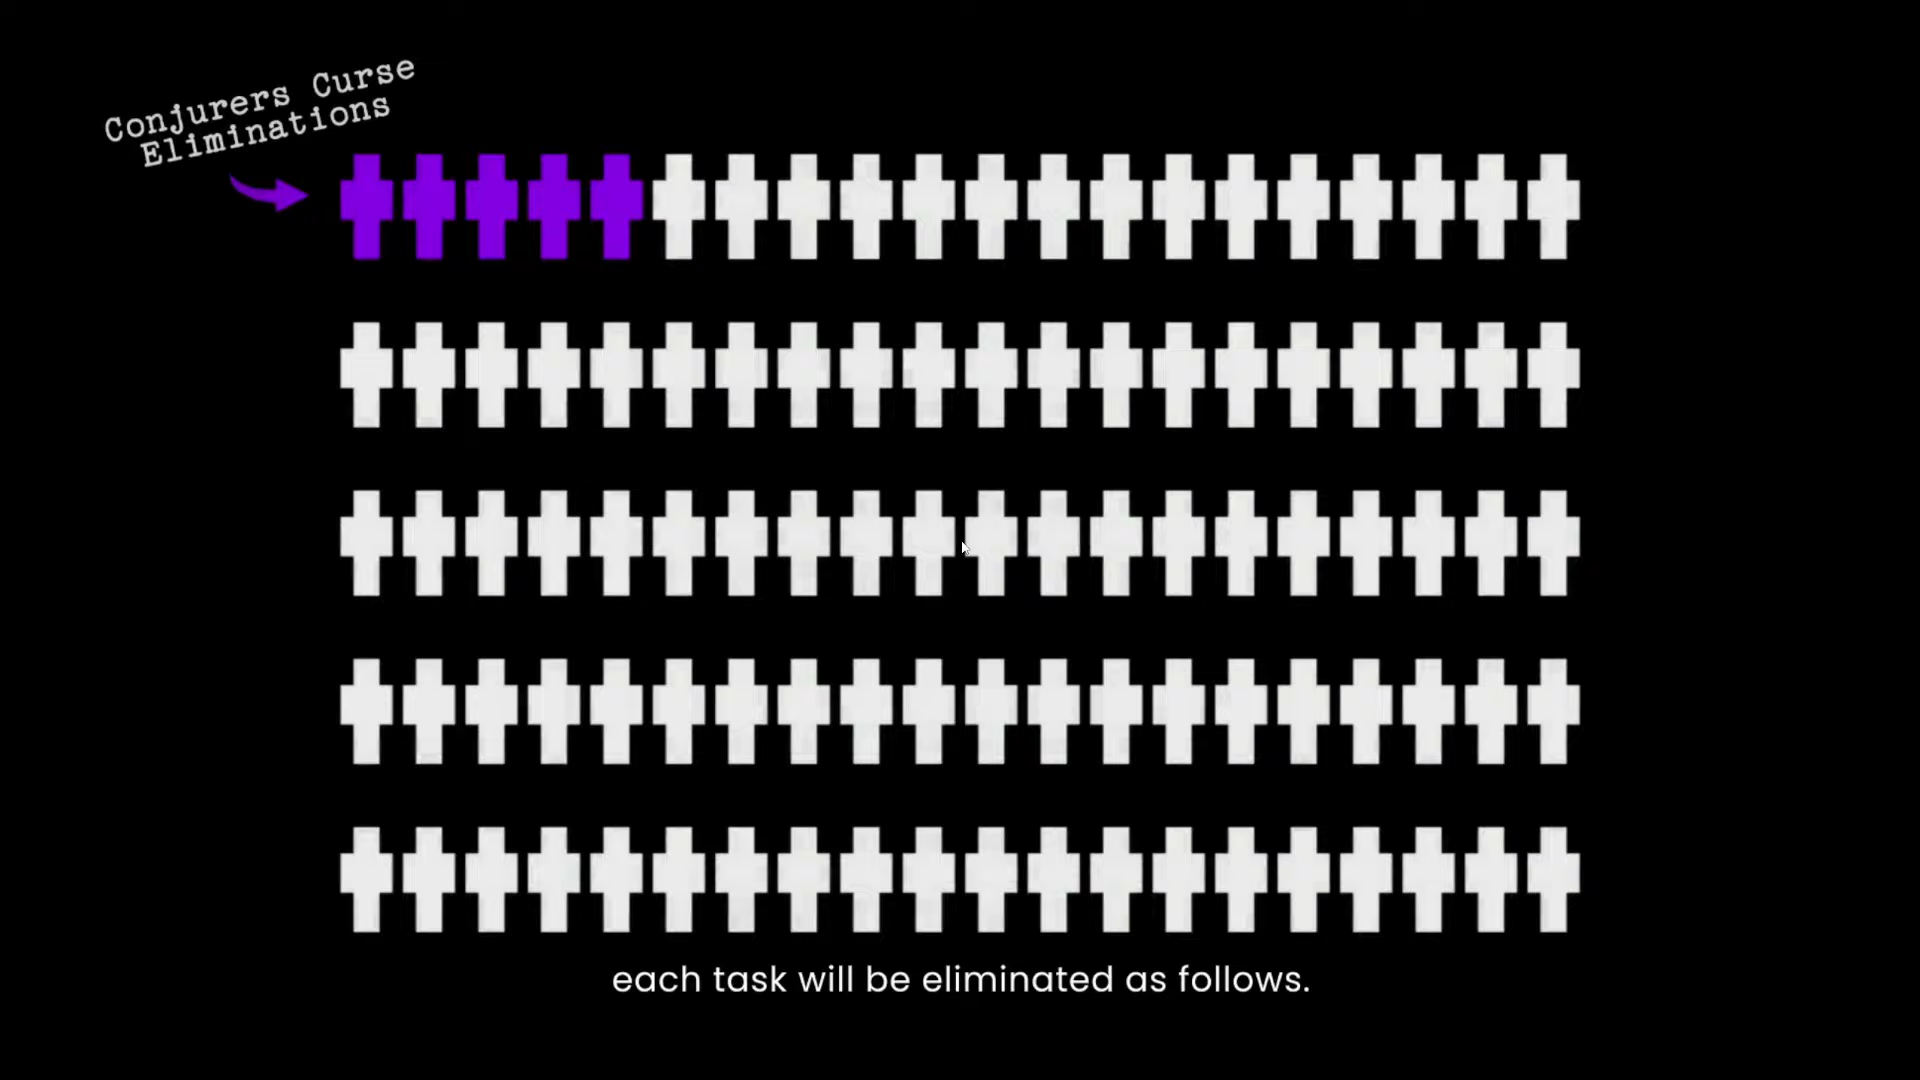 Conjurers Curse
Eliminations
each task will be eliminated as follows.